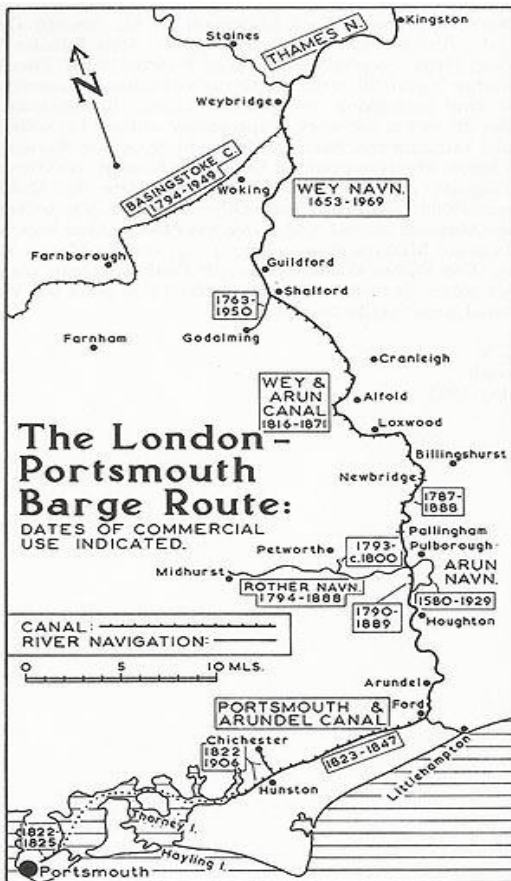 Kingston
Staines
THAMES N.
N
Weybridge
BASINGSTOKE C.
1794-1949
Woking
WEY NAVN.
1653-1969
Farnborough
Guildford
Shalford
1763-
1950
Godalming
Farnham
Cranleigh
WEY &
ARUN
CANAL
1816-1871
Alfold
Loxwood
The London-
Portsmouth
Barge Route:
DATES OF COMMERCIAL
USE INDICATED.
Billingshurst
Newbridge
1787-
1888
Pallingham
Petworth
1793-
c.1800
Pulborough
Midhurst
ARUN
NAVN.
ROTHER NAVN.
1794-1888
1790-
1889
1580-1929
Houghton
CANAL:
RIVER NAVIGATION:
0 5 10 MLS.
Arundel
PORTSMOUTH &
ARUNDEL CANAL
Ford
Chichester
1822
1906
1823-1847
Hunston
Littlehampton
1822-
1825
Thorney I.
Hayling I.
Portsmouth